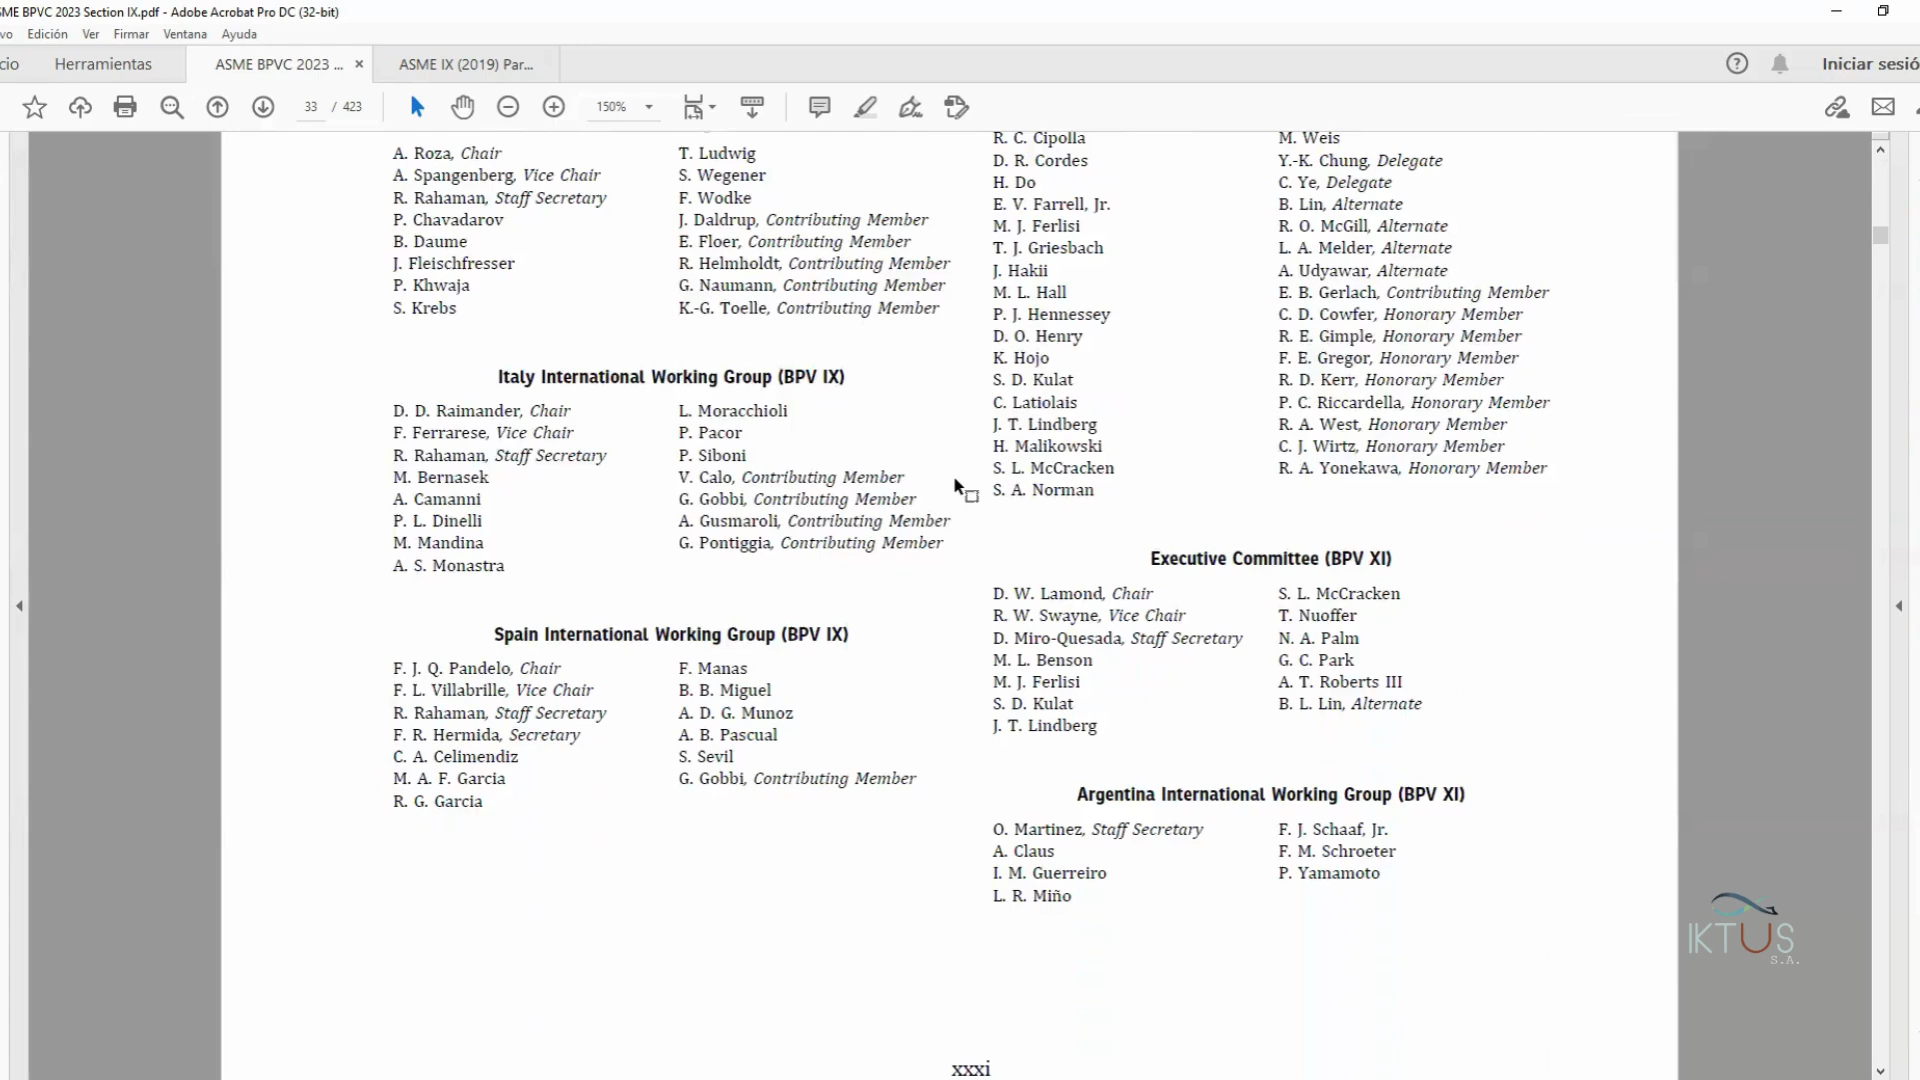 SME BPVC 2023 Section IX.pdf - Adobe Acrobat Pro DC (32-bit)
vo Edición Ver Firmar Ventana Ayuda
cio Herramientas ASME BPVC 2023 ... × ASME IX (2019) Par... Iniciar sesió
33 / 423 150%
A. Roza, Chair
A. Spangenberg, Vice Chair
R. Rahaman, Staff Secretary
P. Chavadarov
B. Daume
J. Fleischfresser
P. Khwaja
S. Krebs
T. Ludwig
S. Wegener
F. Wodke
J. Daldrup, Contributing Member
E. Floer, Contributing Member
R. Helmholdt, Contributing Member
G. Naumann, Contributing Member
K.-G. Toelle, Contributing Member
Italy International Working Group (BPV IX)
D. D. Raimander, Chair
F. Ferrarese, Vice Chair
R. Rahaman, Staff Secretary
M. Bernasek
A. Camanni
P. L. Dinelli
M. Mandina
A. S. Monastra
L. Moracchioli
P. Pacor
P. Siboni
V. Calo, Contributing Member
G. Gobbi, Contributing Member
A. Gusmaroli, Contributing Member
G. Pontiggia, Contributing Member
Spain International Working Group (BPV IX)
F. J. Q. Pandelo, Chair
F. L. Villabrille, Vice Chair
R. Rahaman, Staff Secretary
F. R. Hermida, Secretary
C. A. Celimendiz
M. A. F. Garcia
R. G. Garcia
F. Manas
B. B. Miguel
A. D. G. Munoz
A. B. Pascual
S. Sevil
G. Gobbi, Contributing Member
R. C. Cipolla
D. R. Cordes
H. Do
E. V. Farrell, Jr.
M. J. Ferlisi
T. J. Griesbach
J. Hakii
M. L. Hall
P. J. Hennessey
D. O. Henry
K. Hojo
S. D. Kulat
C. Latiolais
J. T. Lindberg
H. Malikowski
S. L. McCracken
S. A. Norman
M. Weis
Y.-K. Chung, Delegate
C. Ye, Delegate
B. Lin, Alternate
R. O. McGill, Alternate
L. A. Melder, Alternate
A. Udyawar, Alternate
E. B. Gerlach, Contributing Member
C. D. Cowfer, Honorary Member
R. E. Gimple, Honorary Member
F. E. Gregor, Honorary Member
R. D. Kerr, Honorary Member
P. C. Riccardella, Honorary Member
R. A. West, Honorary Member
C. J. Wirtz, Honorary Member
R. A. Yonekawa, Honorary Member
Executive Committee (BPV XI)
D. W. Lamond, Chair
R. W. Swayne, Vice Chair
D. Miro-Quesada, Staff Secretary
M. L. Benson
M. J. Ferlisi
S. D. Kulat
J. T. Lindberg
S. L. McCracken
T. Nuoffer
N. A. Palm
G. C. Park
A. T. Roberts III
B. L. Lin, Alternate
Argentina International Working Group (BPV XI)
O. Martinez, Staff Secretary
A. Claus
I. M. Guerreiro
L. R. Miño
F. J. Schaaf, Jr.
F. M. Schroeter
P. Yamamoto
IKTUS
S.A.
xxxi